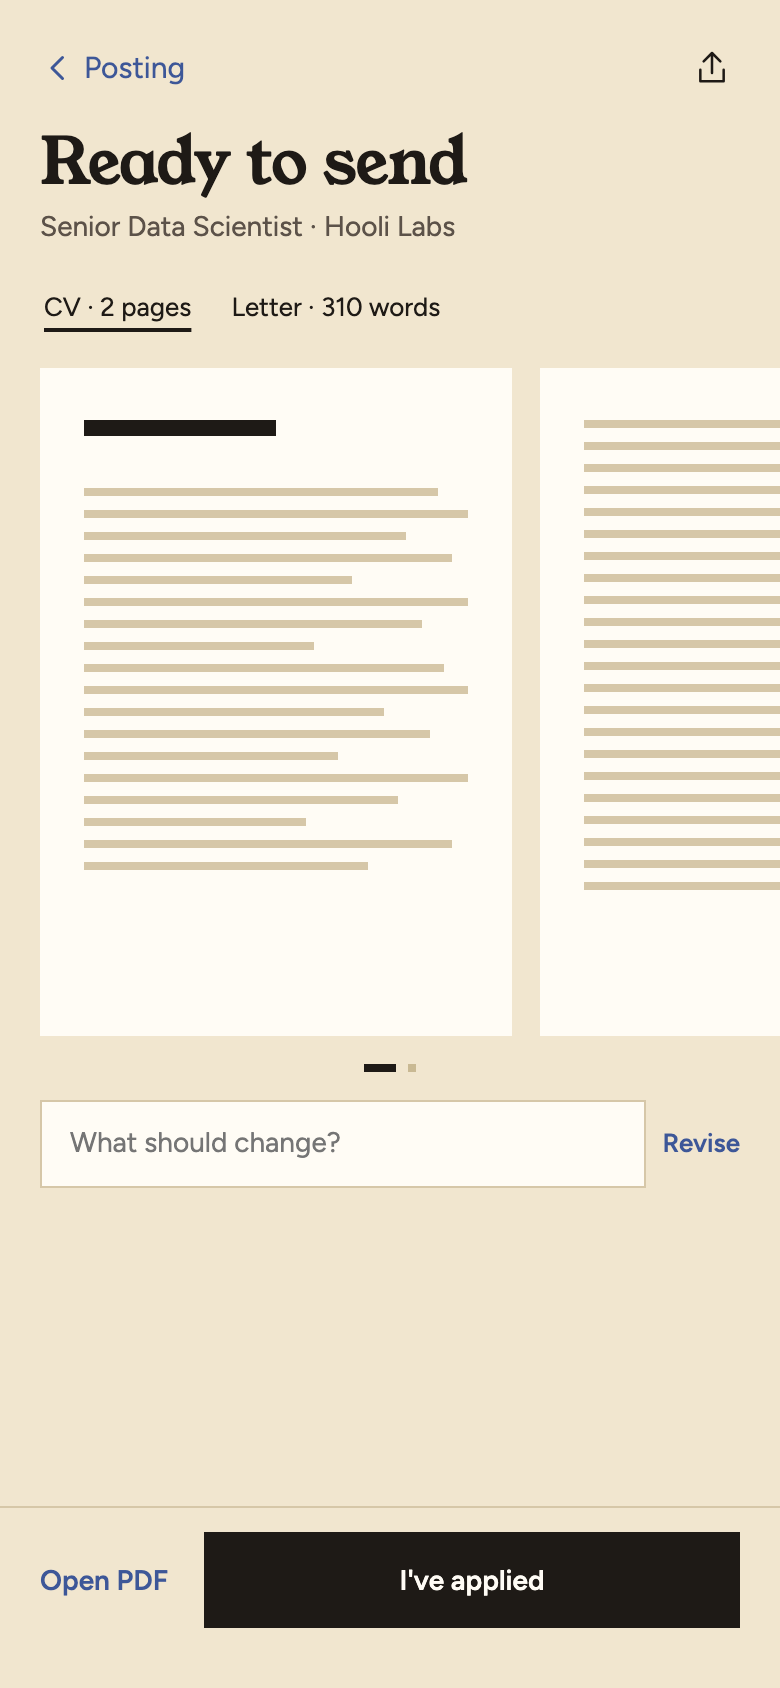 Posting
Ready to send
Senior Data Scientist · Hooli Labs
CV · 2 pages
Letter · 310 words
What should change?
Revise
Open PDF
I've applied